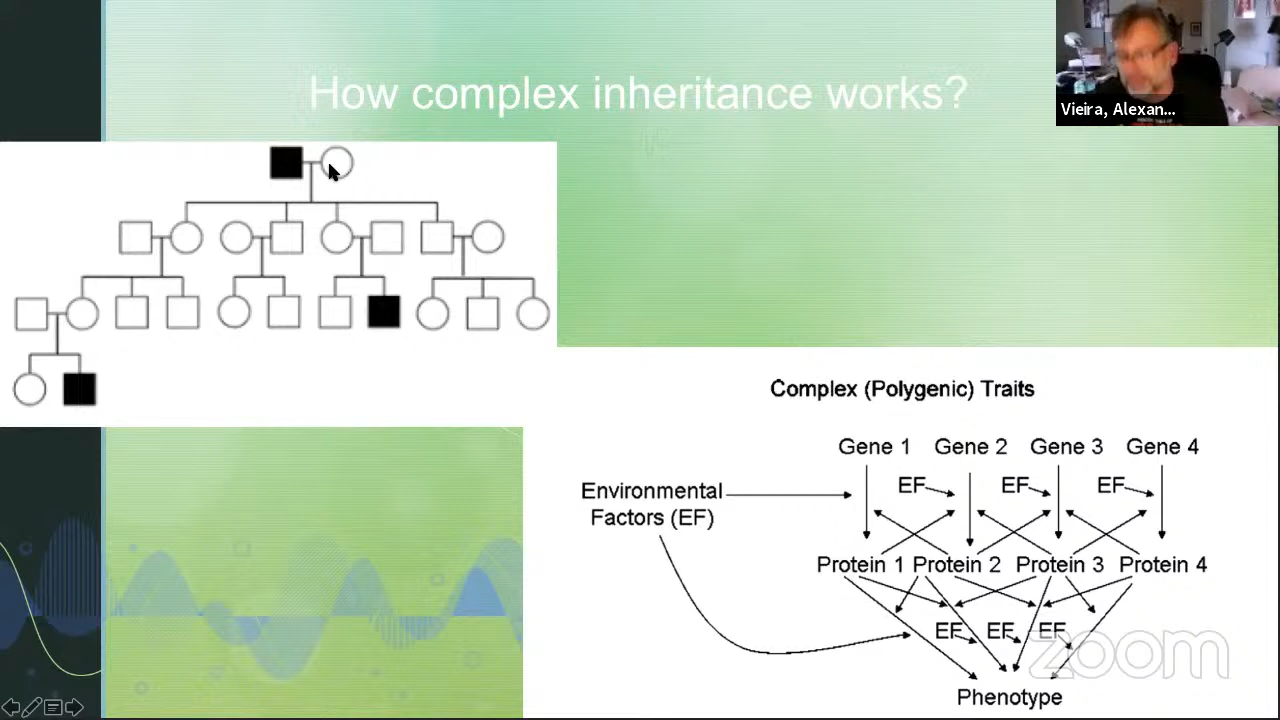 How complex inheritance works?
Vieira, Alexan...
Complex (Polygenic) Traits
Gene 1 Gene 2 Gene 3 Gene 4
EF EF EF
Environmental
Factors (EF)
Protein 1 Protein 2 Protein 3 Protein 4
EF EF EF
zoom
Phenotype